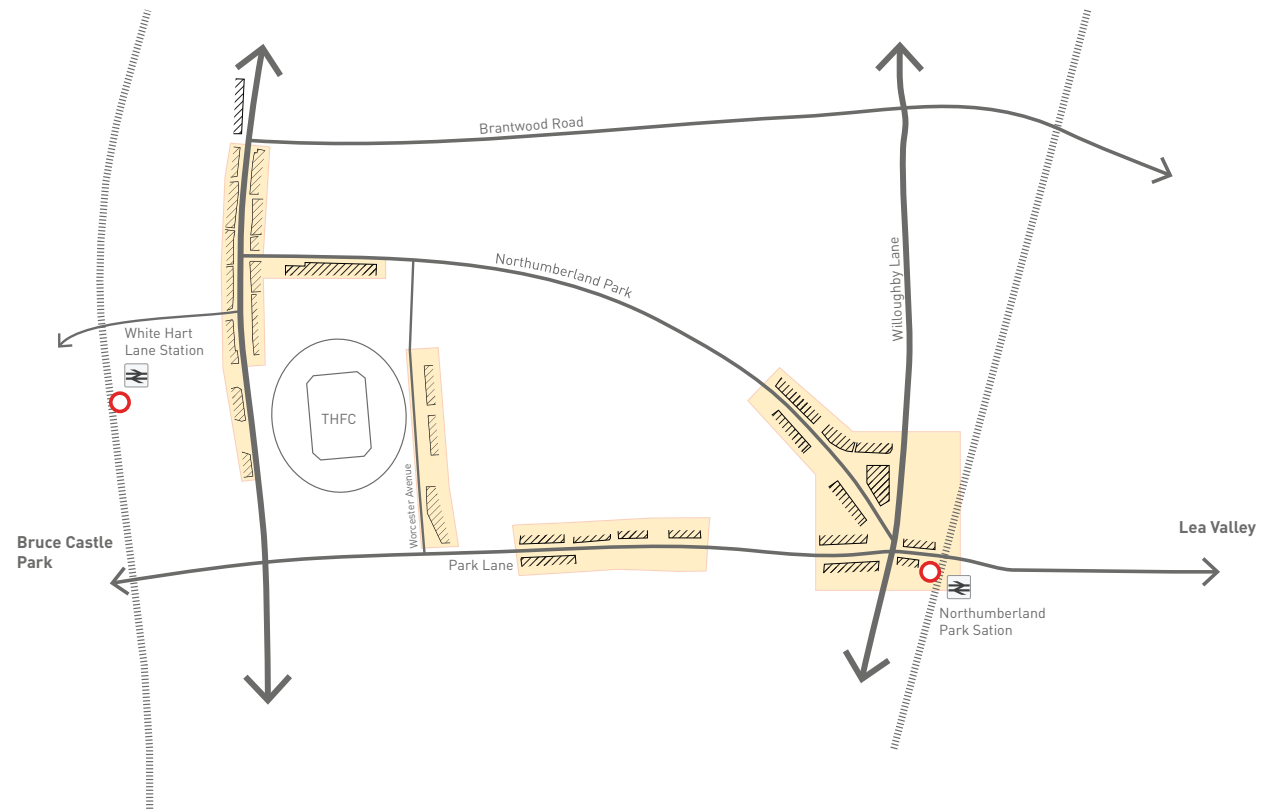 Brantwood Road
Northumberland Park
Willoughby Lane
White Hart
Lane Station
THFC
Worcester Avenue
Bruce Castle
Park
Lea Valley
Park Lane
Northumberland
Park Sation